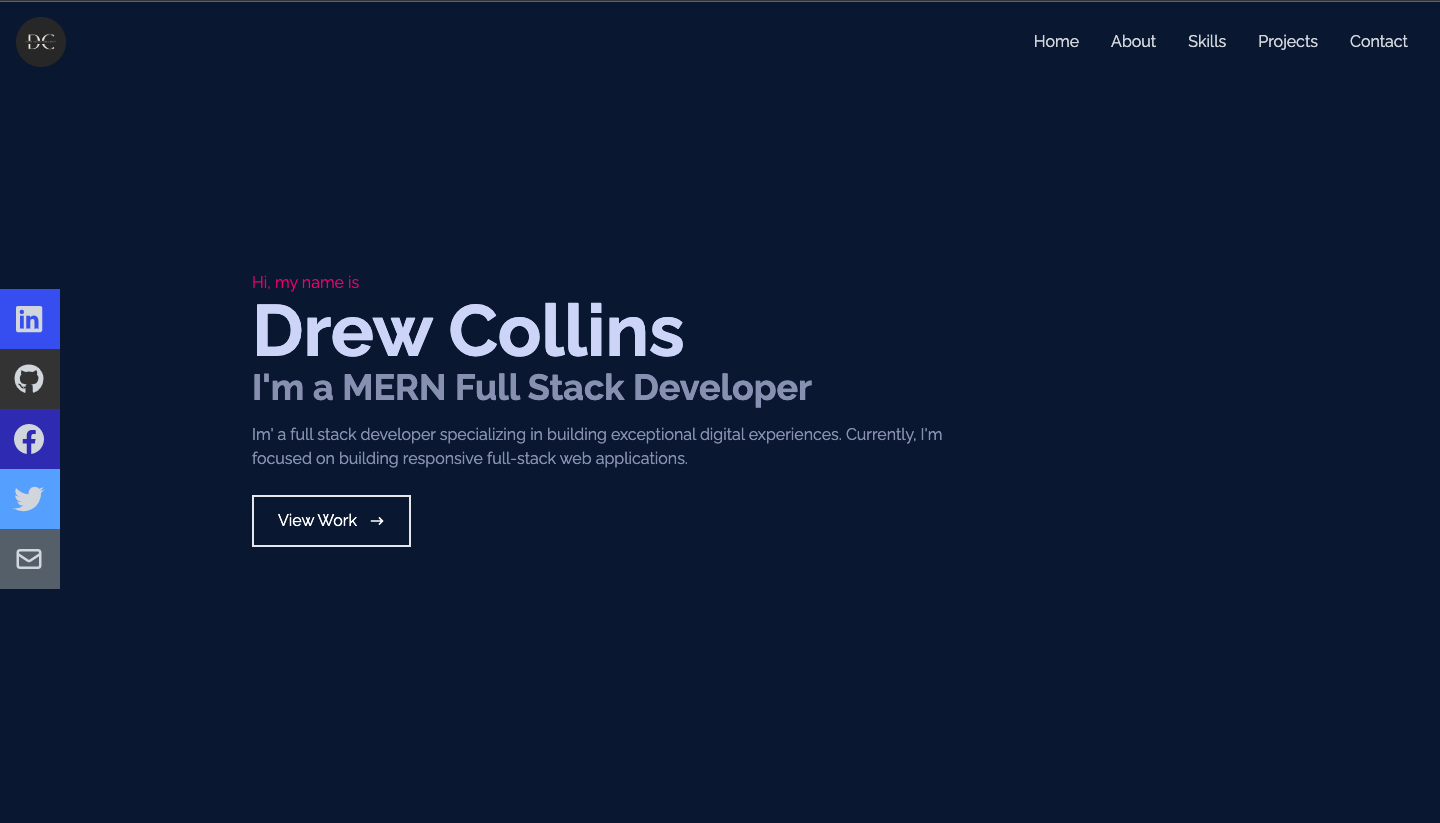 DC
Home About Skills Projects Contact
Hi, my name is
Drew Collins
I'm a MERN Full Stack Developer
Im' a full stack developer specializing in building exceptional digital experiences. Currently, I'm
focused on building responsive full-stack web applications.
in
View Work →